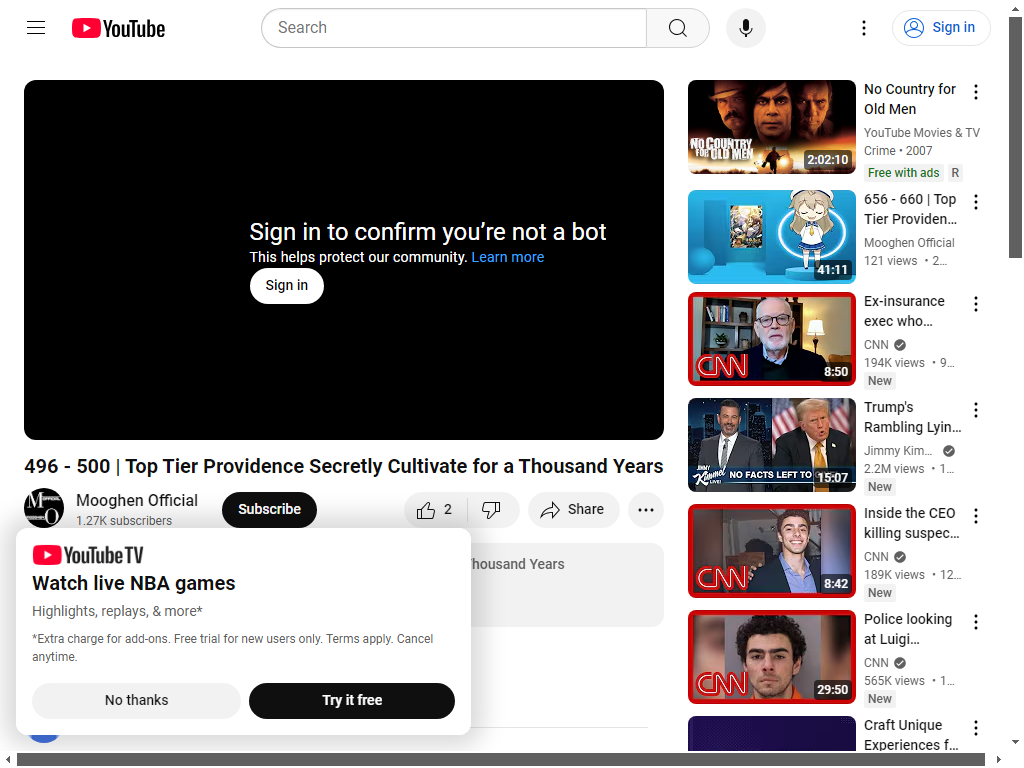 YouTube
Search
Sign in
Sign in to confirm you're not a bot
This helps protect our community. Learn more
Sign in
496 - 500 | Top Tier Providence Secretly Cultivate for a Thousand Years
Mooghen Official
1.27K subscribers
Subscribe
2
Share
housand Years
YouTube TV
Watch live NBA games
Highlights, replays, & more*
*Extra charge for add-ons. Free trial for new users only. Terms apply. Cancel
anytime.
No thanks
Try it free
NO COUNTRY
FOR OLD MEN
2:02:10
No Country for
Old Men
YouTube Movies & TV
Crime • 2007
Free with ads
R
41:11
656 - 660 | Top
Tier Providen...
Mooghen Official
121 views • 2...
CNN
8:50
Ex-insurance
exec who...
CNN
194K views • 9...
New
JIMMY
KIMMEL
LIVE!
NO FACTS LEFT TO
15:07
Trump's
Rambling Lyin...
Jimmy Kim...
2.2M views • 1...
New
CNN
8:42
Inside the CEO
killing suspec...
CNN
189K views • 12...
New
CNN
29:50
Police looking
at Luigi...
CNN
565K views • 1...
New
Craft Unique
Experiences f...